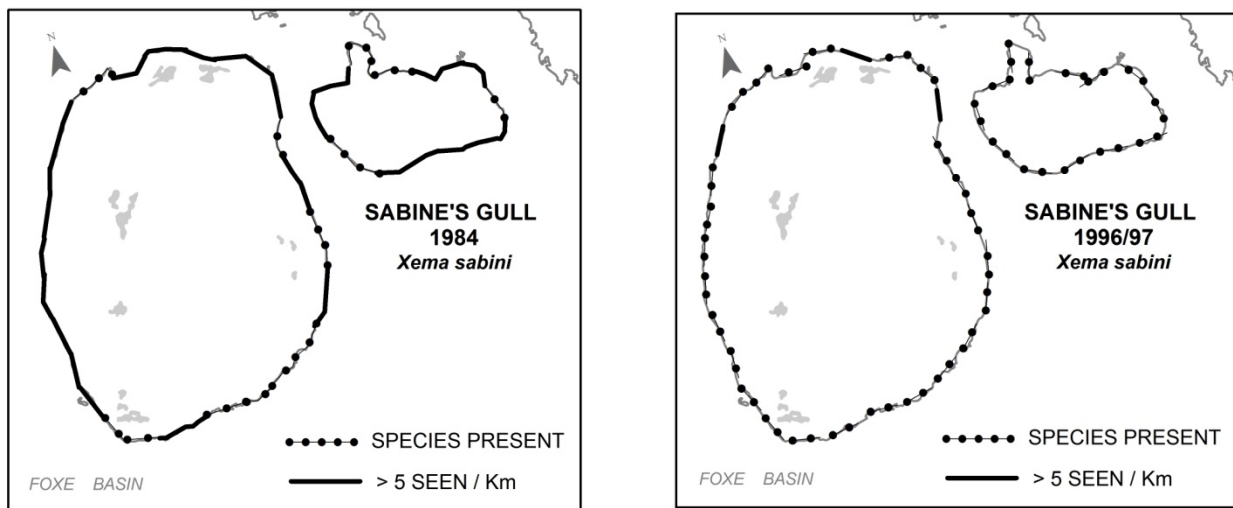 N
SABINE'S GULL
1984
Xema sabini
SPECIES PRESENT
> 5 SEEN / Km
FOXE BASIN
N
SABINE'S GULL
1996/97
Xema sabini
SPECIES PRESENT
> 5 SEEN / Km
FOXE BASIN